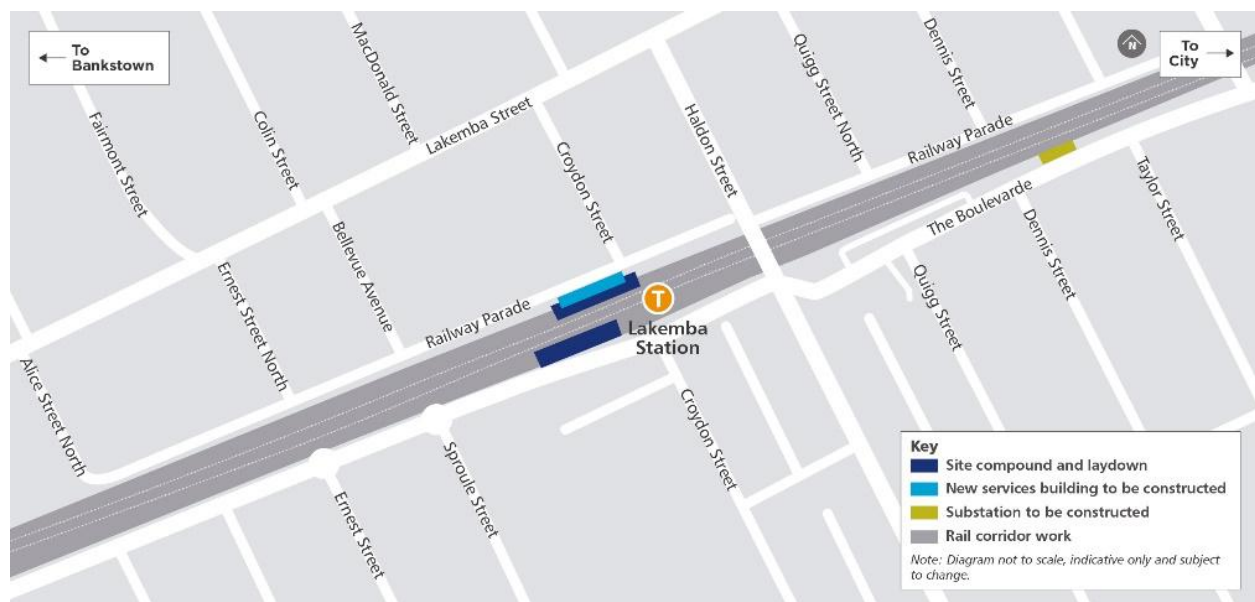 To
Bankstown
N
To
City
Fairmont Street
Colin Street
MacDonald Street
Lakemba Street
Croydon Street
Haldon Street
Quigg Street North
Dennis Street
Railway Parade
Bellevue Avenue
Ernest Street North
Alice Street North
Railway Parade
T
Lakemba
Station
The Boulevarde
Taylor Street
Dennis Street
Quigg Street
Croydon Street
Sproule Street
Ernest Street
Key
Site compound and laydown
New services building to be constructed
Substation to be constructed
Rail corridor work
Note: Diagram not to scale, indicative only and subject
to change.